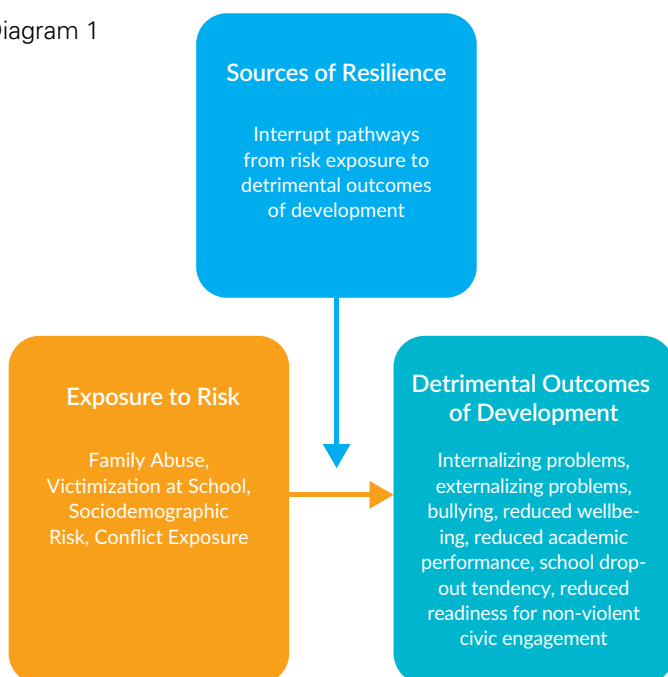 Diagram 1
Sources of Resilience
Interrupt pathways
from risk exposure to
detrimental outcomes
of development
Exposure to Risk
Family Abuse,
Victimization at School,
Sociodemographic
Risk, Conflict Exposure
Detrimental Outcomes
of Development
Internalizing problems,
externalizing problems,
bullying, reduced wellbe-
ing, reduced academic
performance, school drop-
out tendency, reduced
readiness for non-violent
civic engagement